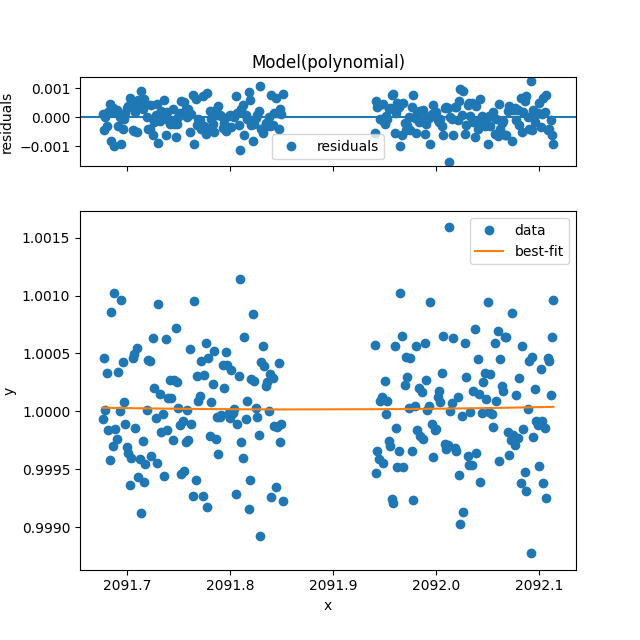 Model(polynomial)
residuals
0.001
0.000
−0.001
residuals
y
1.0015
1.0010
1.0005
1.0000
0.9995
0.9990
data
best-fit
2091.7 2091.8 2091.9 2092.0 2092.1
x